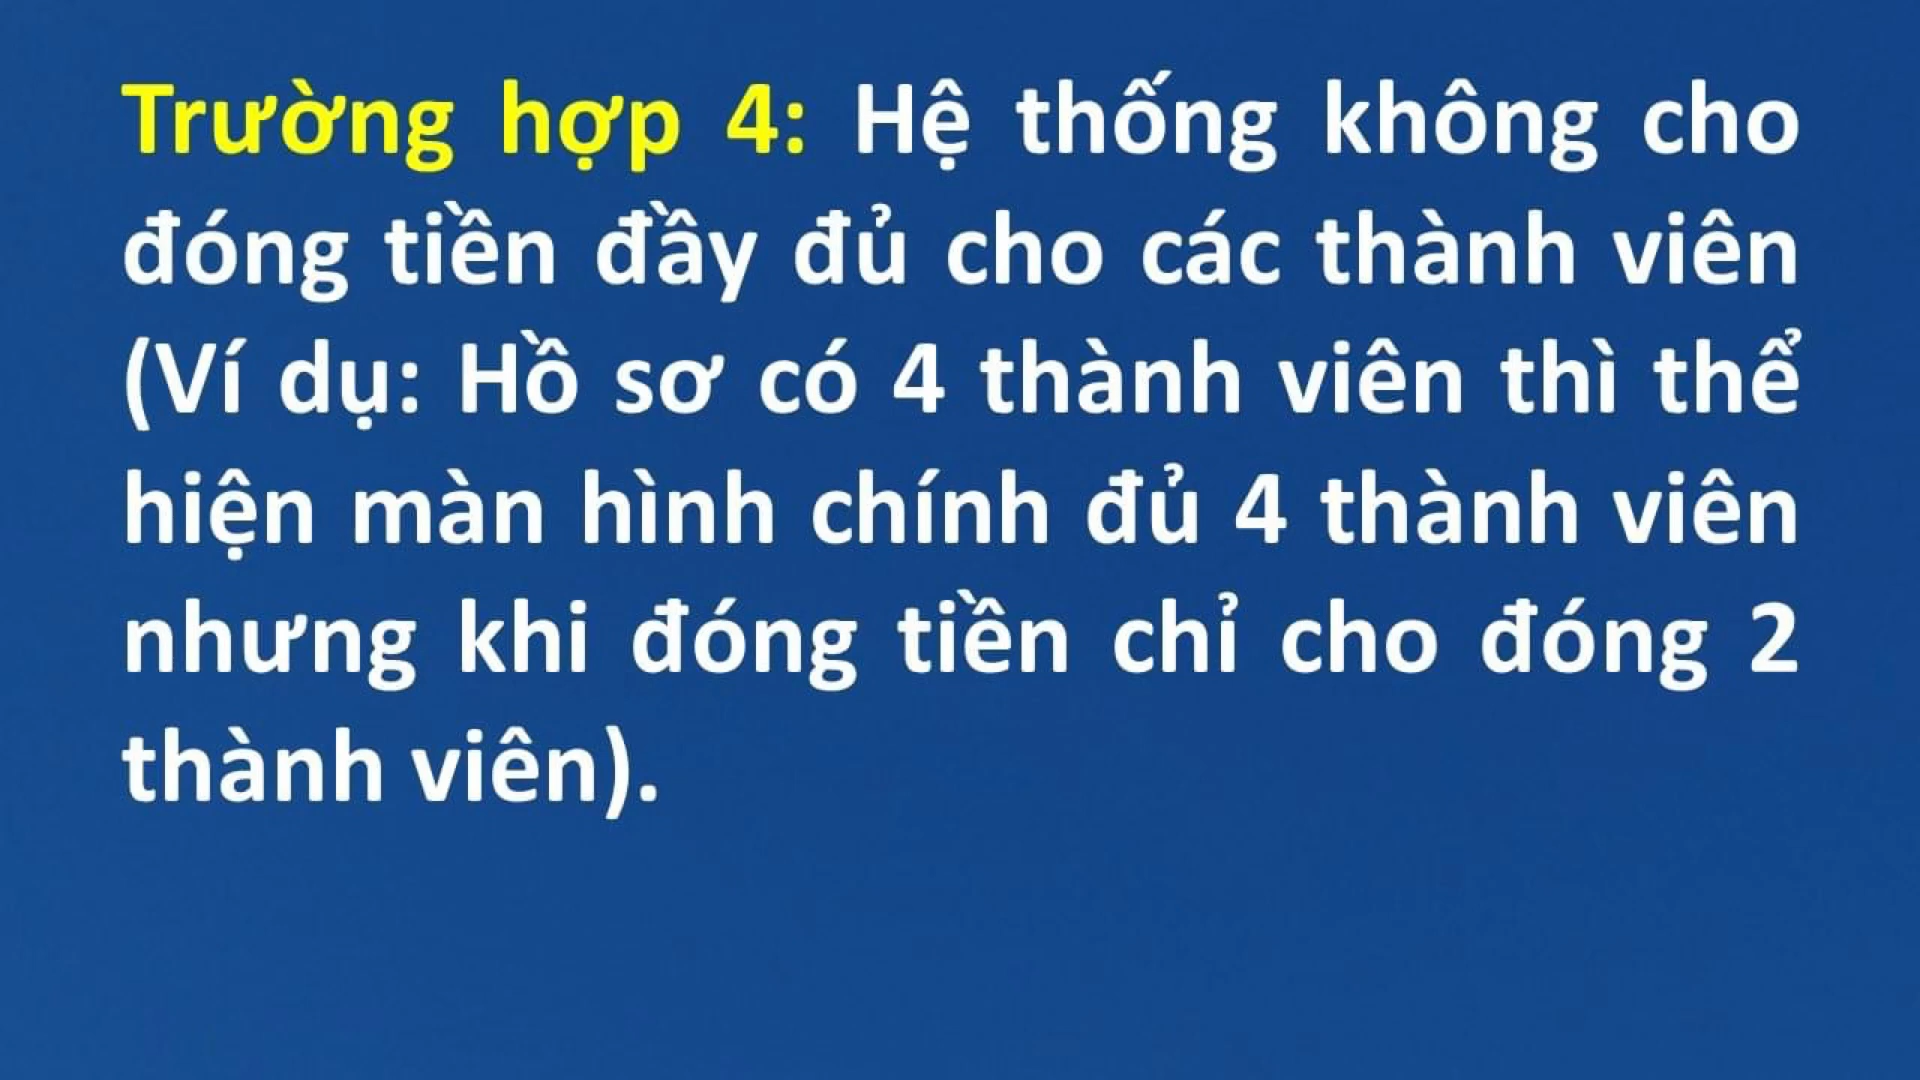 Trường hợp 4: Hệ thống không cho
đóng tiền đầy đủ cho các thành viên
(Ví dụ: Hồ sơ có 4 thành viên thì thể
hiện màn hình chính đủ 4 thành viên
nhưng khi đóng tiền chỉ cho đóng 2
thành viên).